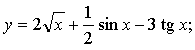 y = 2√x + 1/2 sin x − 3 tg x;